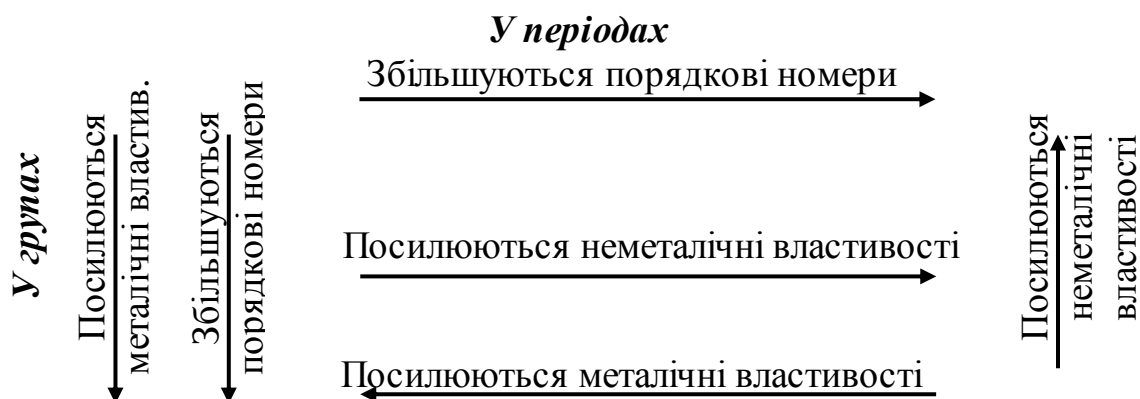 У періодах
Збільшуються порядкові номери
У групах
Посилюються
металічні властив.
Збільшуються
порядкові номери
Посилюються неметалічні властивості
Посилюються металічні властивості
Посилюються
неметалічні
властивості